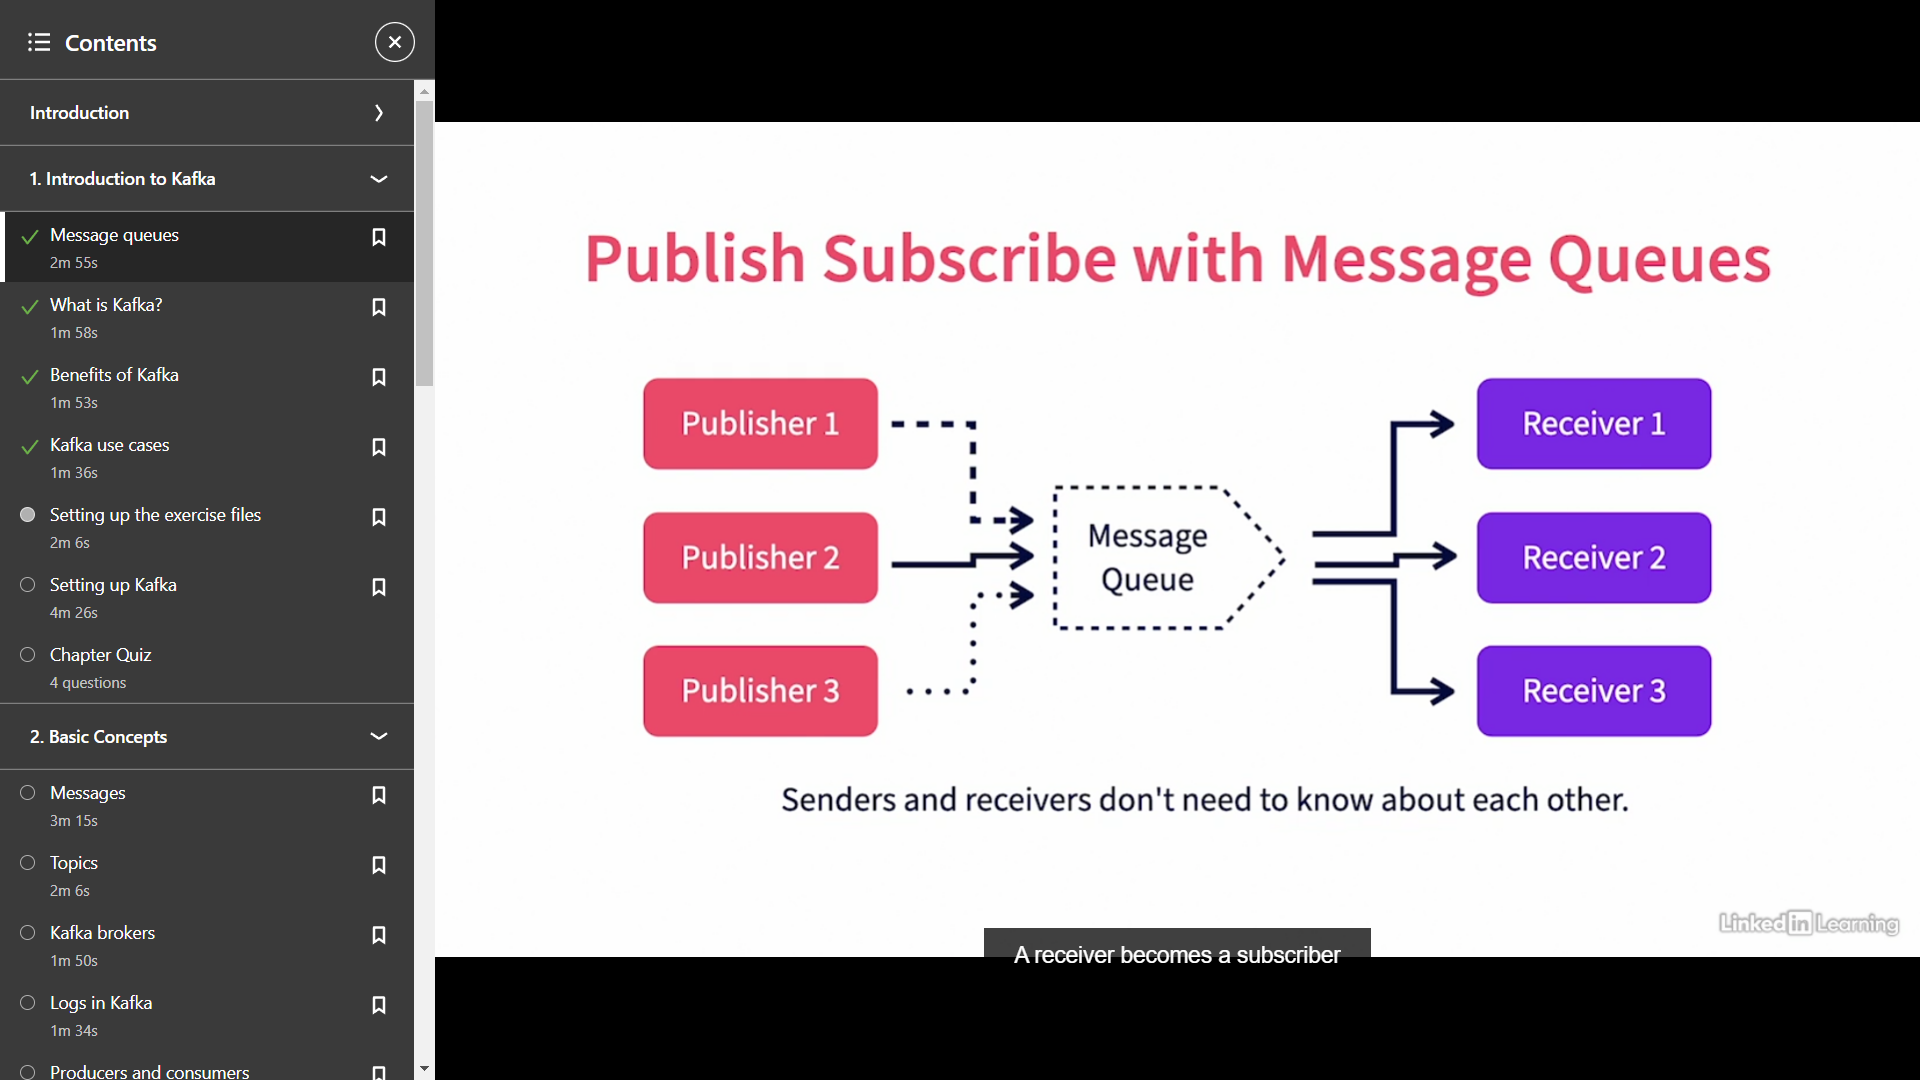 Contents
Introduction
1. Introduction to Kafka
Message queues
2m 55s
What is Kafka?
1m 58s
Benefits of Kafka
1m 53s
Kafka use cases
1m 36s
Setting up the exercise files
2m 6s
Setting up Kafka
4m 26s
Chapter Quiz
4 questions
2. Basic Concepts
Messages
3m 15s
Topics
2m 6s
Kafka brokers
1m 50s
Logs in Kafka
1m 34s
Producers and consumers
Publish Subscribe with Message Queues
Publisher 1
Publisher 2
Publisher 3
Message
Queue
Receiver 1
Receiver 2
Receiver 3
Senders and receivers don't need to know about each other.
Linked in Learning
A receiver becomes a subscriber